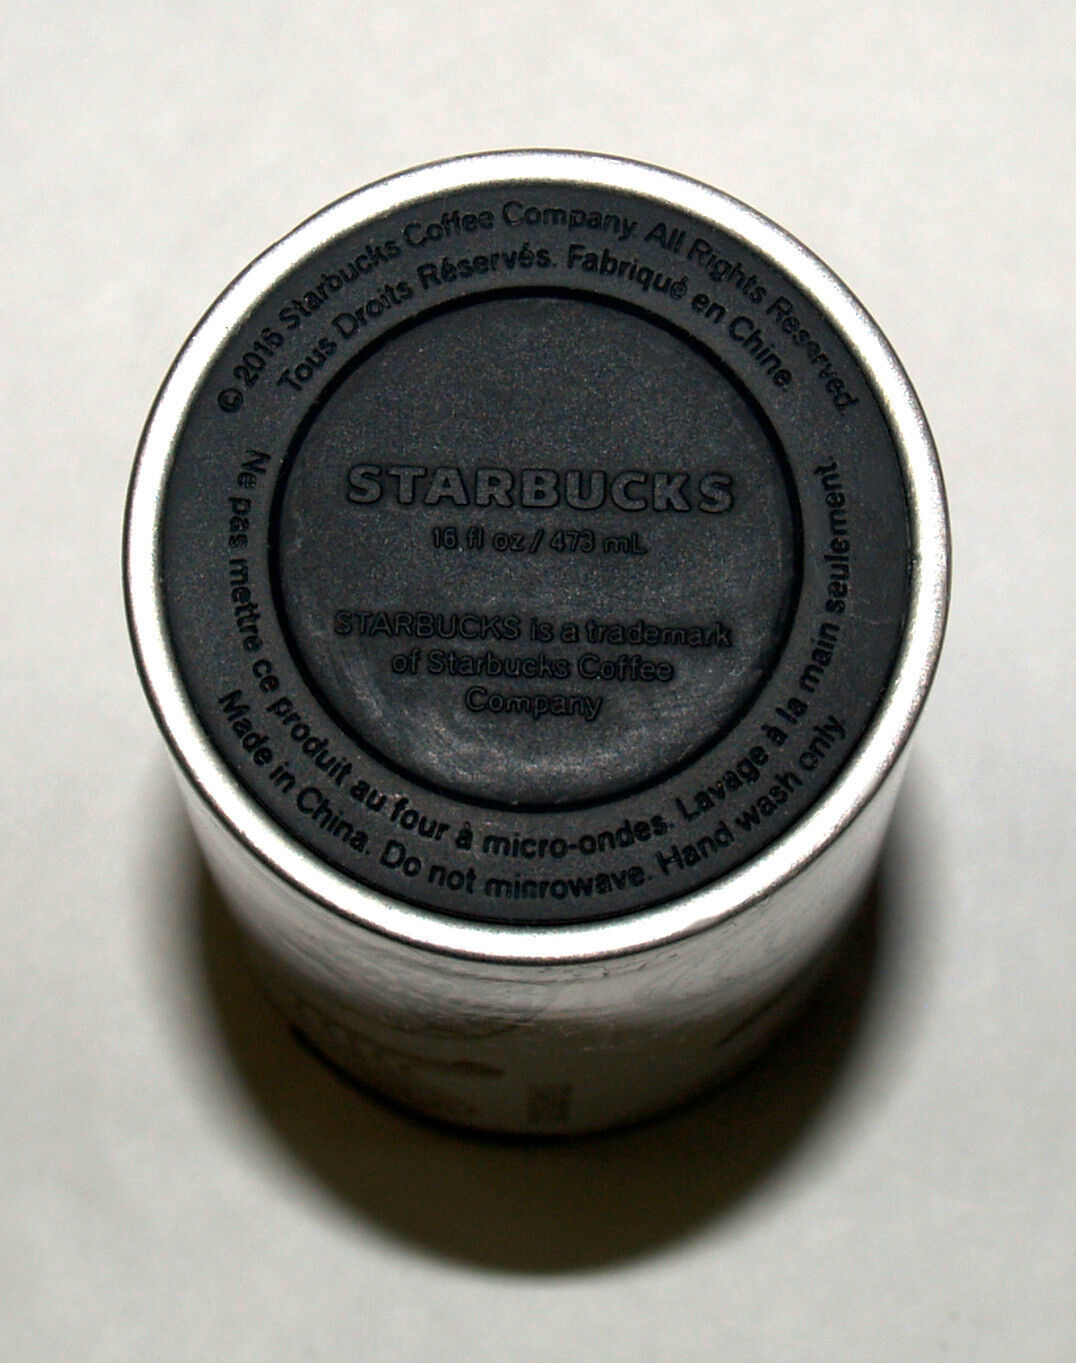 © 2016 Starbucks Coffee Company. All Rights Reserved.
Tous Droits Réservés. Fabriqué en Chine.
STARBUCKS
16 fl oz / 473 mL
STARBUCKS is a trademark
of Starbucks Coffee
Company
Ne pas mettre ce produit au four à micro-ondes. Lavage à la main seulement.
Made in China. Do not microwave. Hand wash only